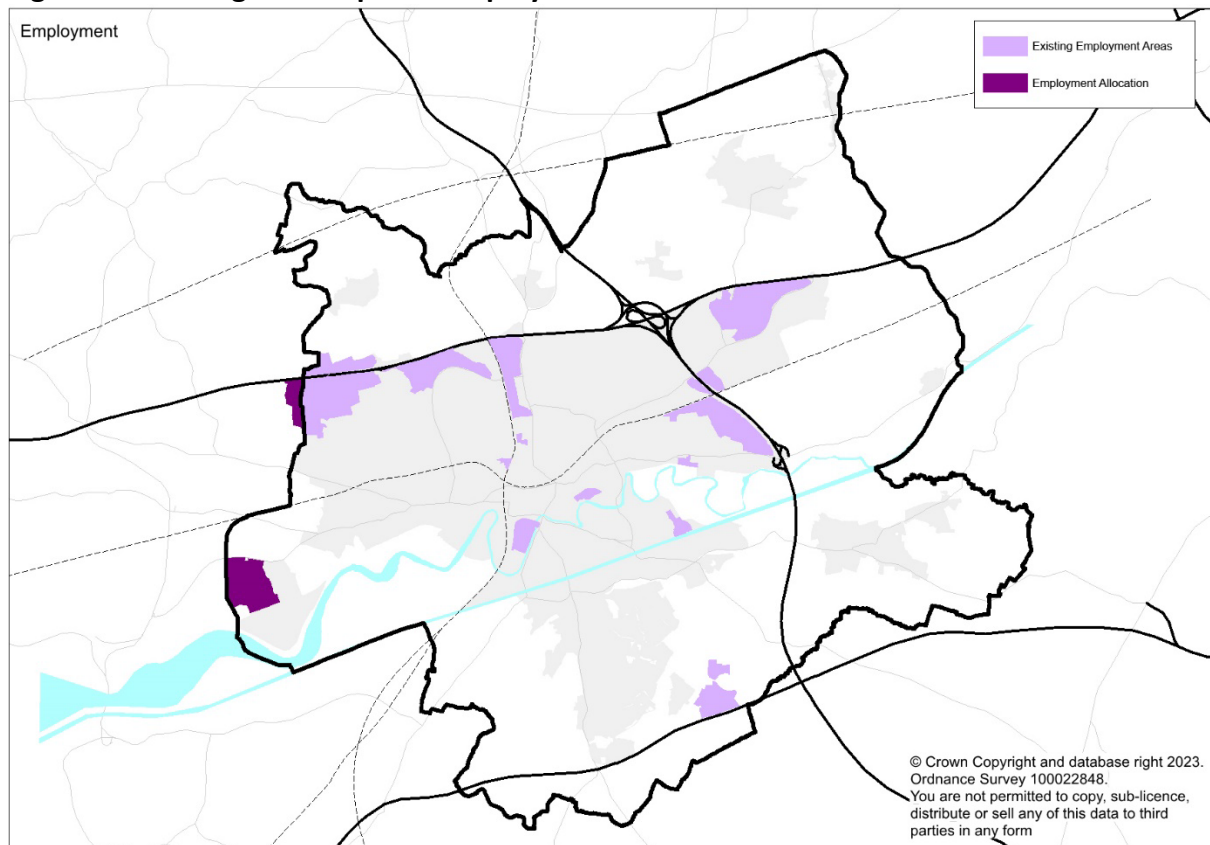 Employment
Existing Employment Areas
Employment Allocation
© Crown Copyright and database right 2023.
Ordnance Survey 100022848.
You are not permitted to copy, sub-licence,
distribute or sell any of this data to third
parties in any form